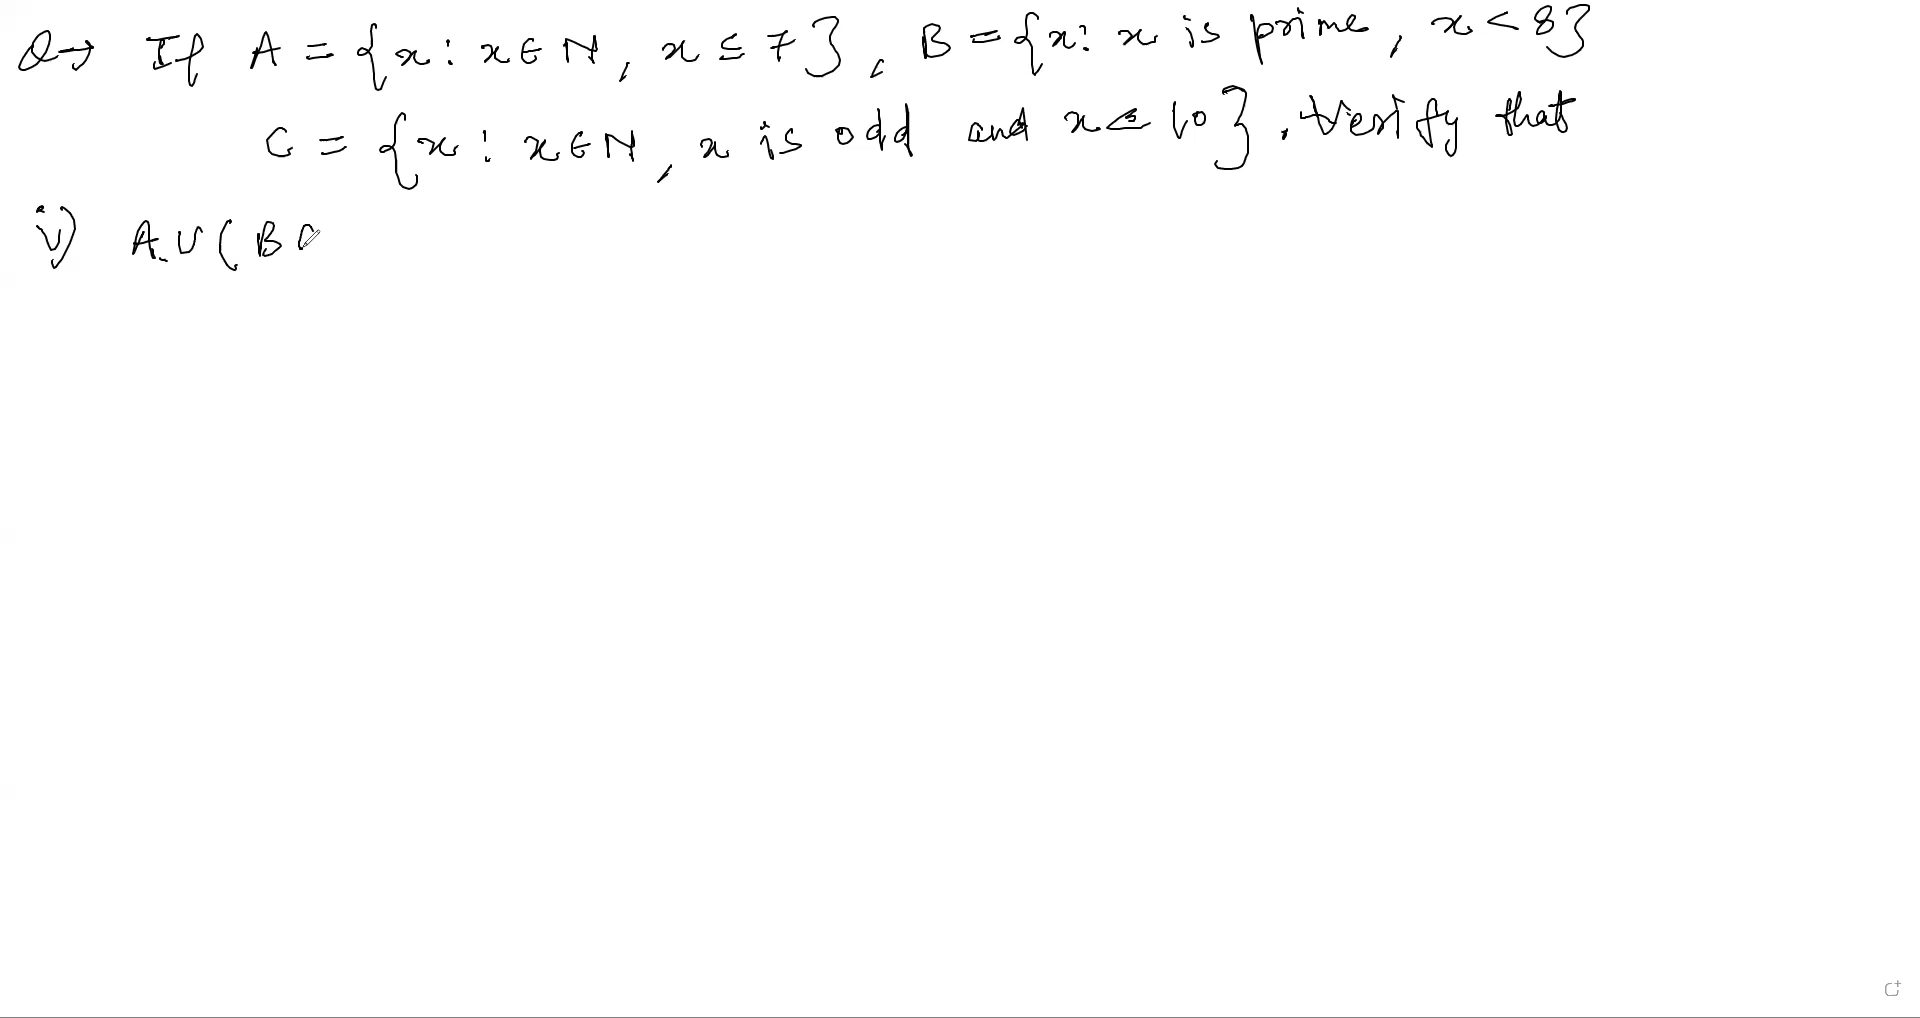 Q→ If A = {x : x ∈ N, x ≤ 7}, B = {x : x is prime, x < 8}
C = {x : x ∈ N, x is odd and x < 10}. Verify that
i) A ∪ (B ∩